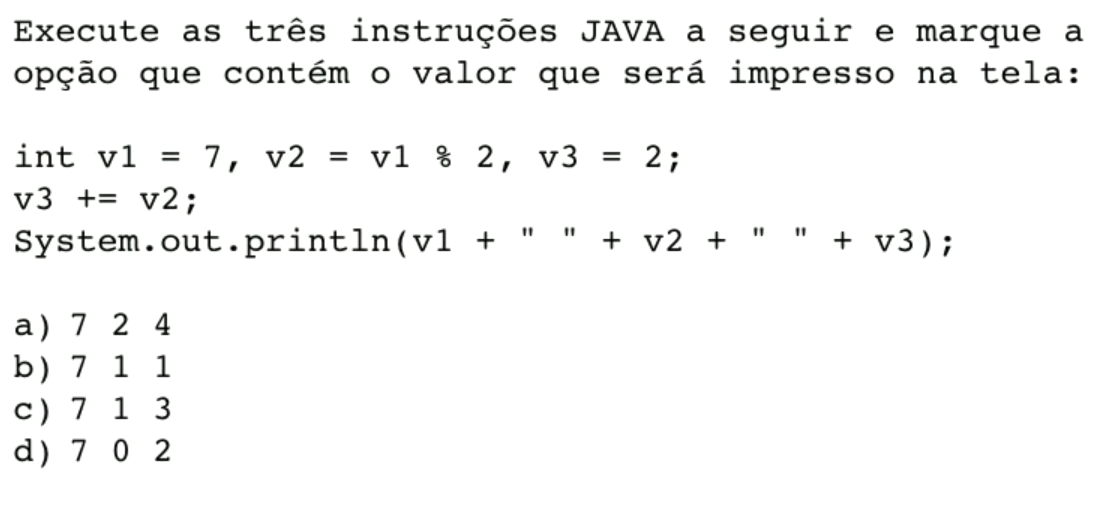 Execute as três instruções JAVA a seguir e marque a
opção que contém o valor que será impresso na tela:
int v1 = 7, v2 = v1 % 2, v3 = 2;
v3 += v2;
System.out.println(v1 + " " + v2 + " " + v3);
a) 7 2 4
b) 7 1 1
c) 7 1 3
d) 7 0 2